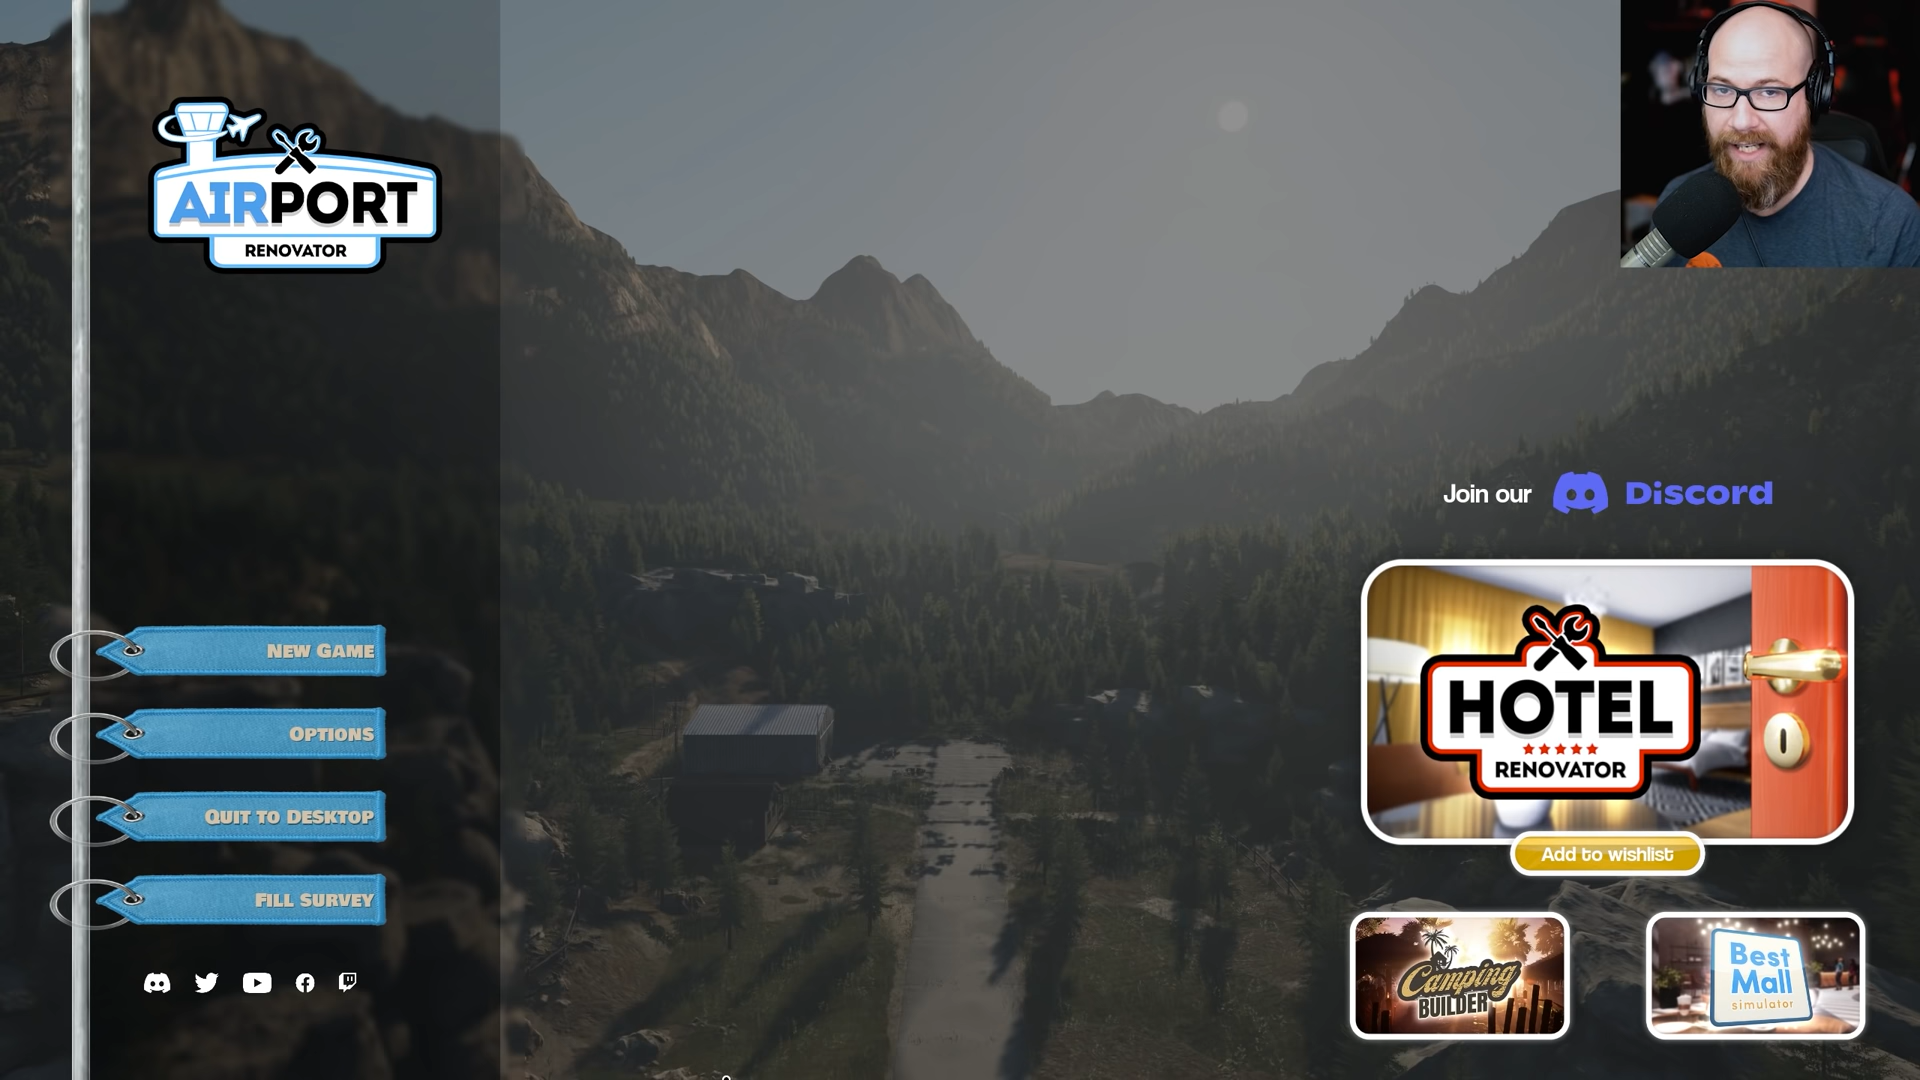 AIRPORT
RENOVATOR
NEW GAME
OPTIONS
QUIT TO DESKTOP
FILL SURVEY
Join our Discord
HOTEL
RENOVATOR
Add to wishlist
Camping
BUILDER
Best
Mall
simulator